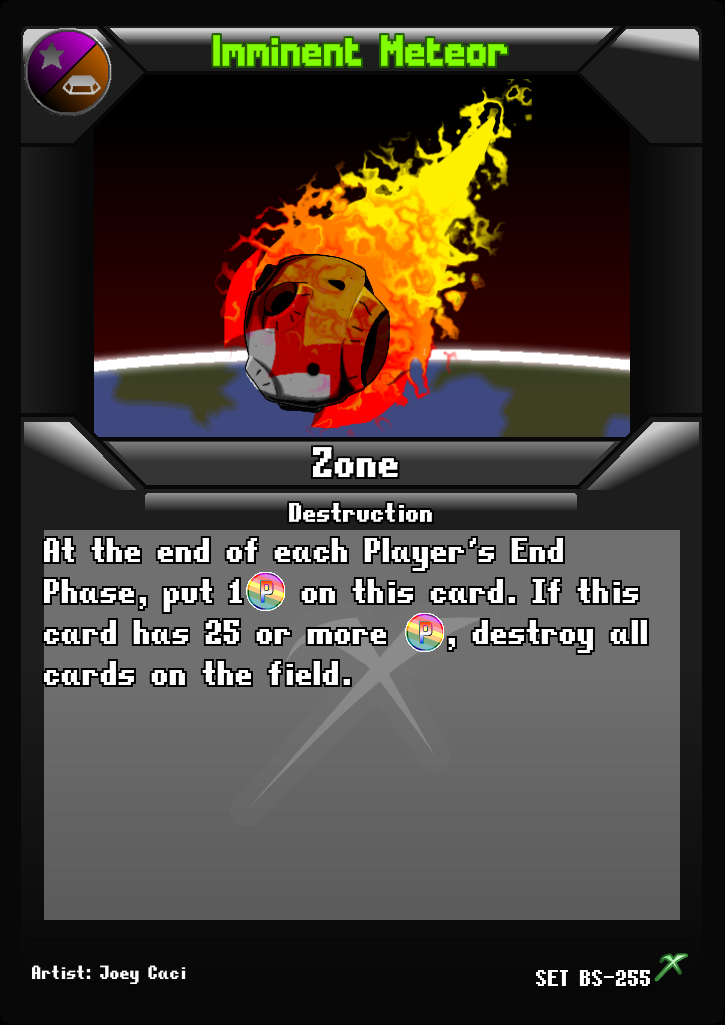 Imminent Meteor
Zone
Destruction
At the end of each Player's End
Phase, put 1 P on this card. If this
card has 25 or more P, destroy all
cards on the field.
Artist: Joey Caci
SET BS-255